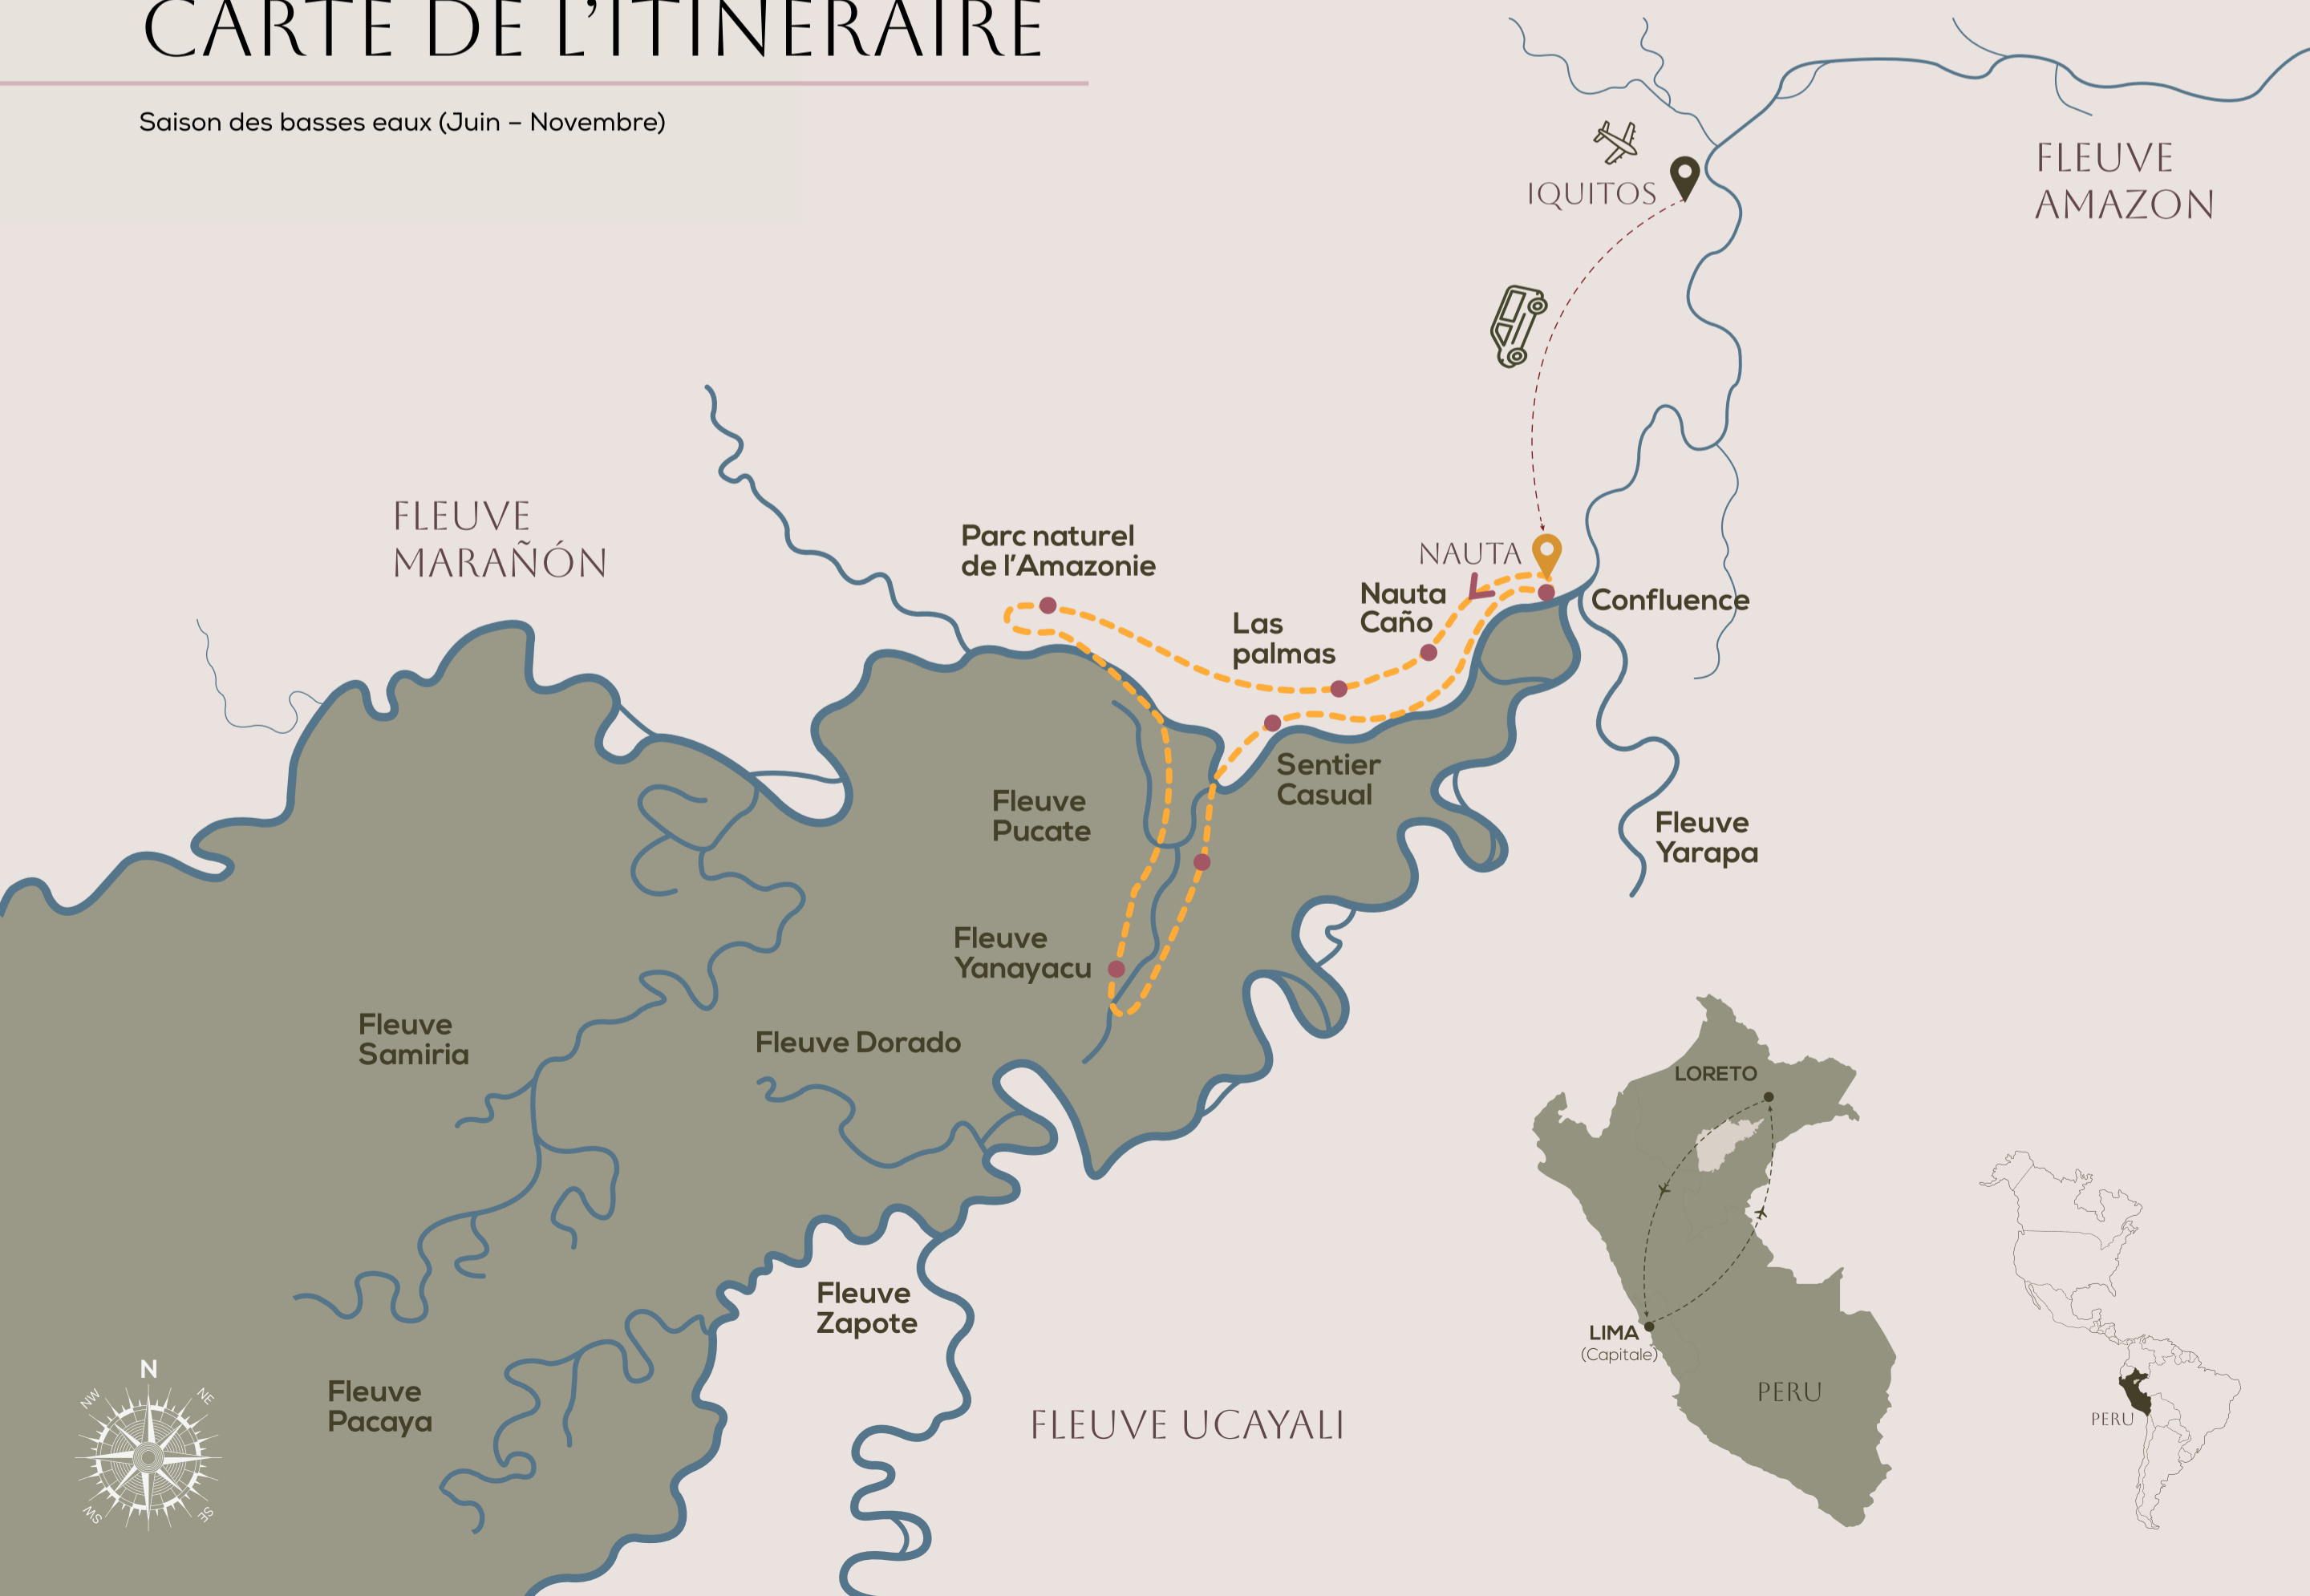 CARTE DE L'ITINERAIRE
Saison des basses eaux (Juin – Novembre)
IQUITOS
FLEUVE
AMAZON
FLEUVE
MARAÑÓN
Parc naturel
de l'Amazonie
NAUTA
Nauta
Caño
Confluence
Las
palmas
Sentier
Casual
Fleuve
Pucate
Fleuve
Yarapa
Fleuve
Yanayacu
Fleuve
Samiria
Fleuve Dorado
Fleuve
Zapote
Fleuve
Pacaya
FLEUVE UCAYALI
N
NE
SE
SW
NW
LORETO
LIMA
(Capitale)
PERU
PERU